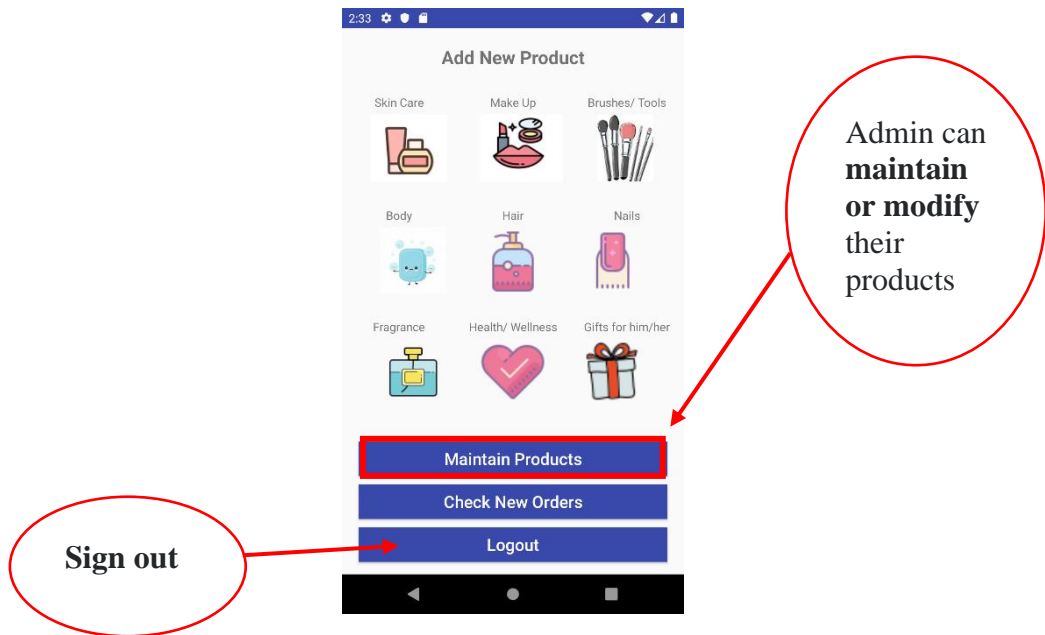 2:33
Add New Product
Skin Care Make Up Brushes/ Tools
Body Hair Nails
Fragrance Health/ Wellness Gifts for him/her
Maintain Products
Check New Orders
Logout
Admin can
maintain
or modify
their
products
Sign out